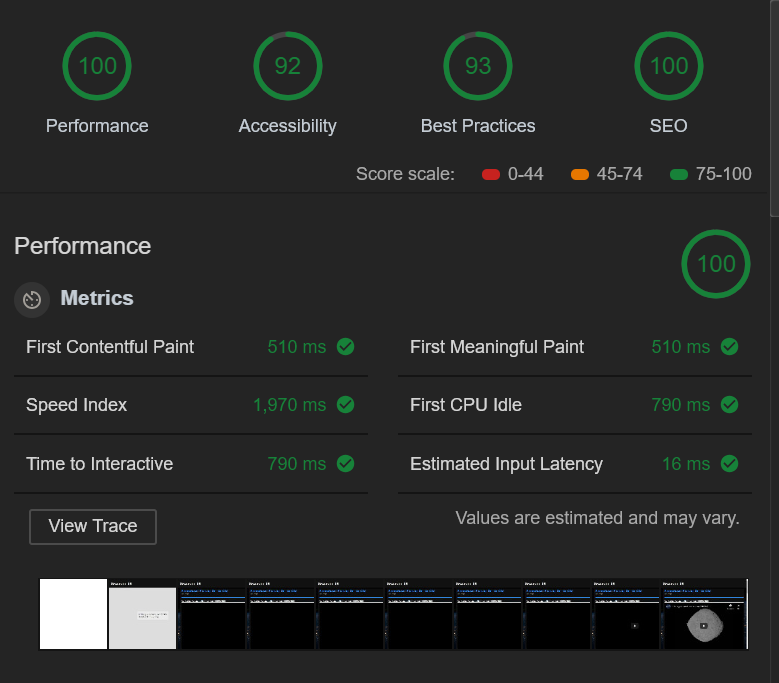 100 92 93 100
Performance Accessibility Best Practices SEO
Score scale: 0-44 45-74 75-100
Performance
100
Metrics
First Contentful Paint 510 ms
First Meaningful Paint 510 ms
Speed Index 1,970 ms
First CPU Idle 790 ms
Time to Interactive 790 ms
Estimated Input Latency 16 ms
View Trace
Values are estimated and may vary.